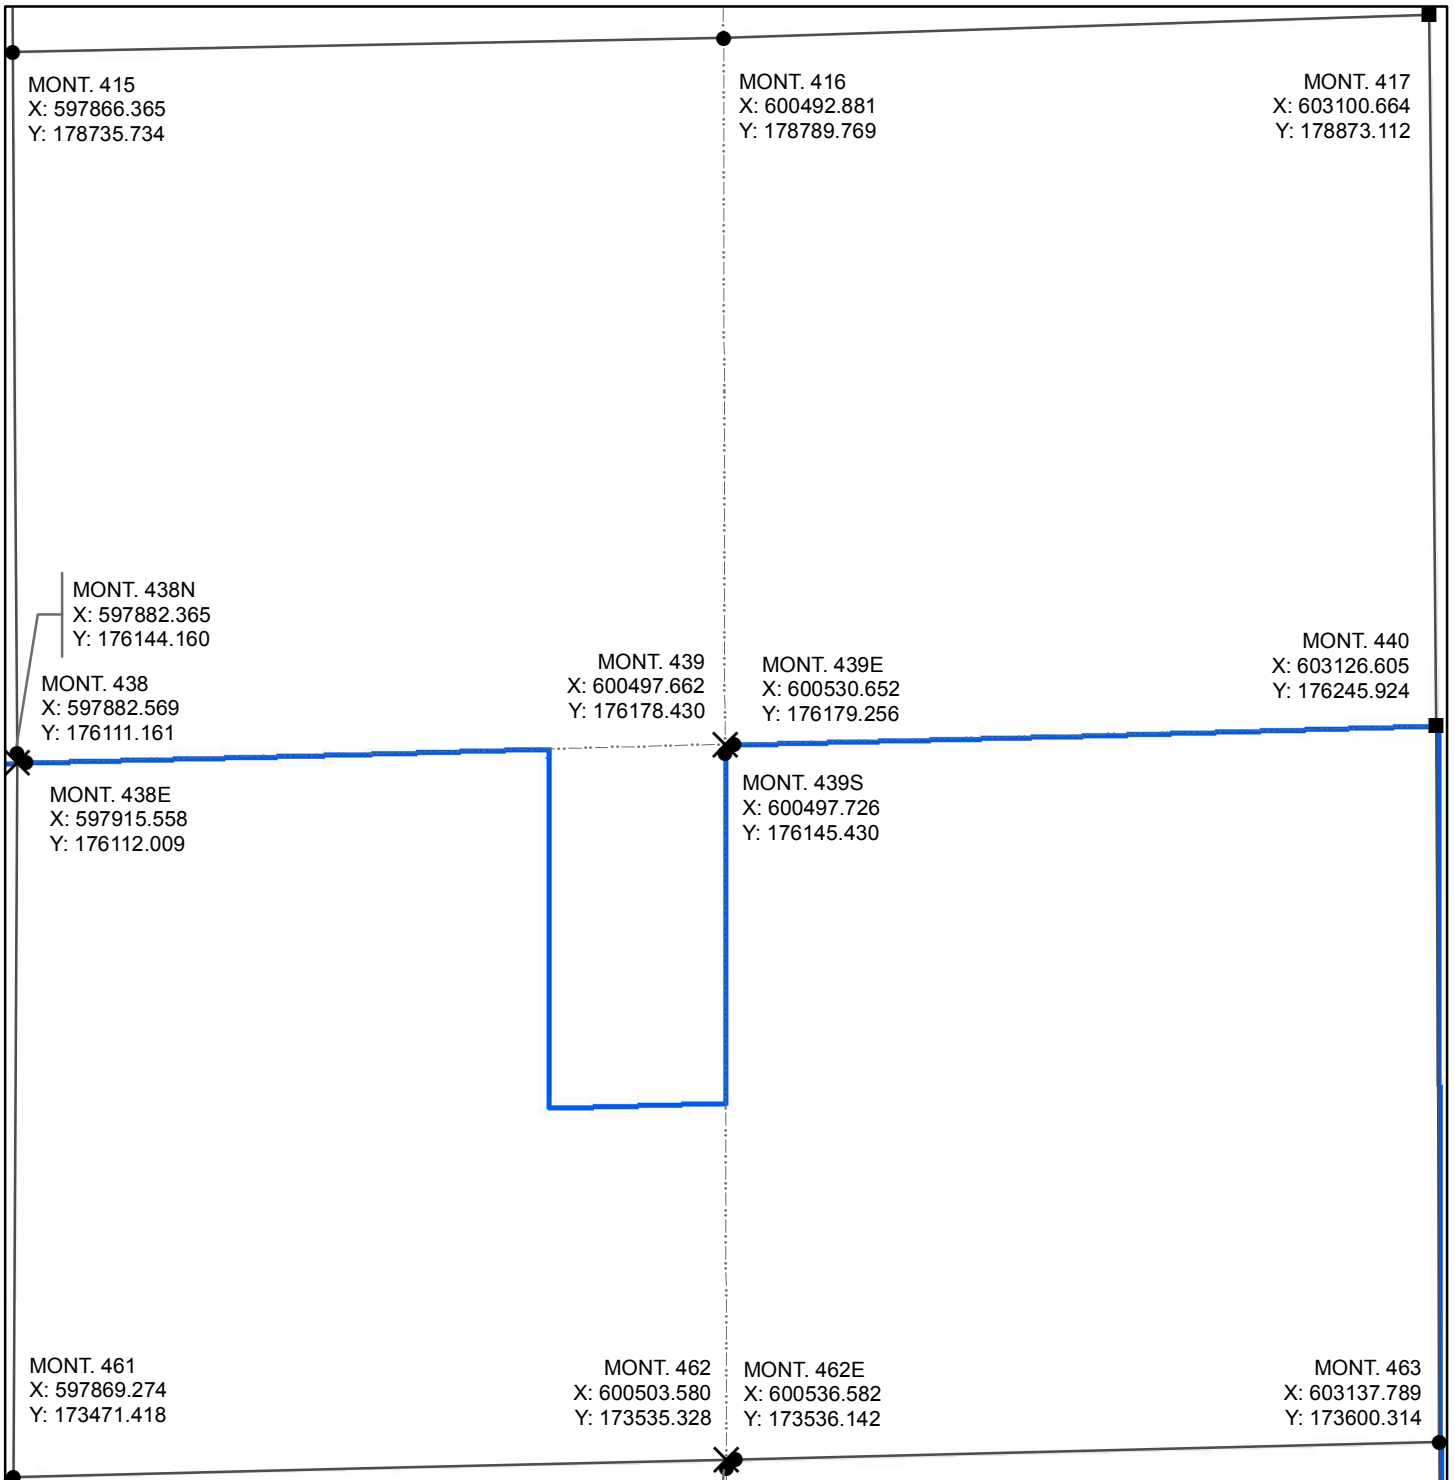 MONT. 415
X: 597866.365
Y: 178735.734
MONT. 416
X: 600492.881
Y: 178789.769
MONT. 417
X: 603100.664
Y: 178873.112
MONT. 438N
X: 597882.365
Y: 176144.160
MONT. 438
X: 597882.569
Y: 176111.161
MONT. 438E
X: 597915.558
Y: 176112.009
MONT. 439
X: 600497.662
Y: 176178.430
MONT. 439E
X: 600530.652
Y: 176179.256
MONT. 439S
X: 600497.726
Y: 176145.430
MONT. 440
X: 603126.605
Y: 176245.924
MONT. 461
X: 597869.274
Y: 173471.418
MONT. 462
X: 600503.580
Y: 173535.328
MONT. 462E
X: 600536.582
Y: 173536.142
MONT. 463
X: 603137.789
Y: 173600.314